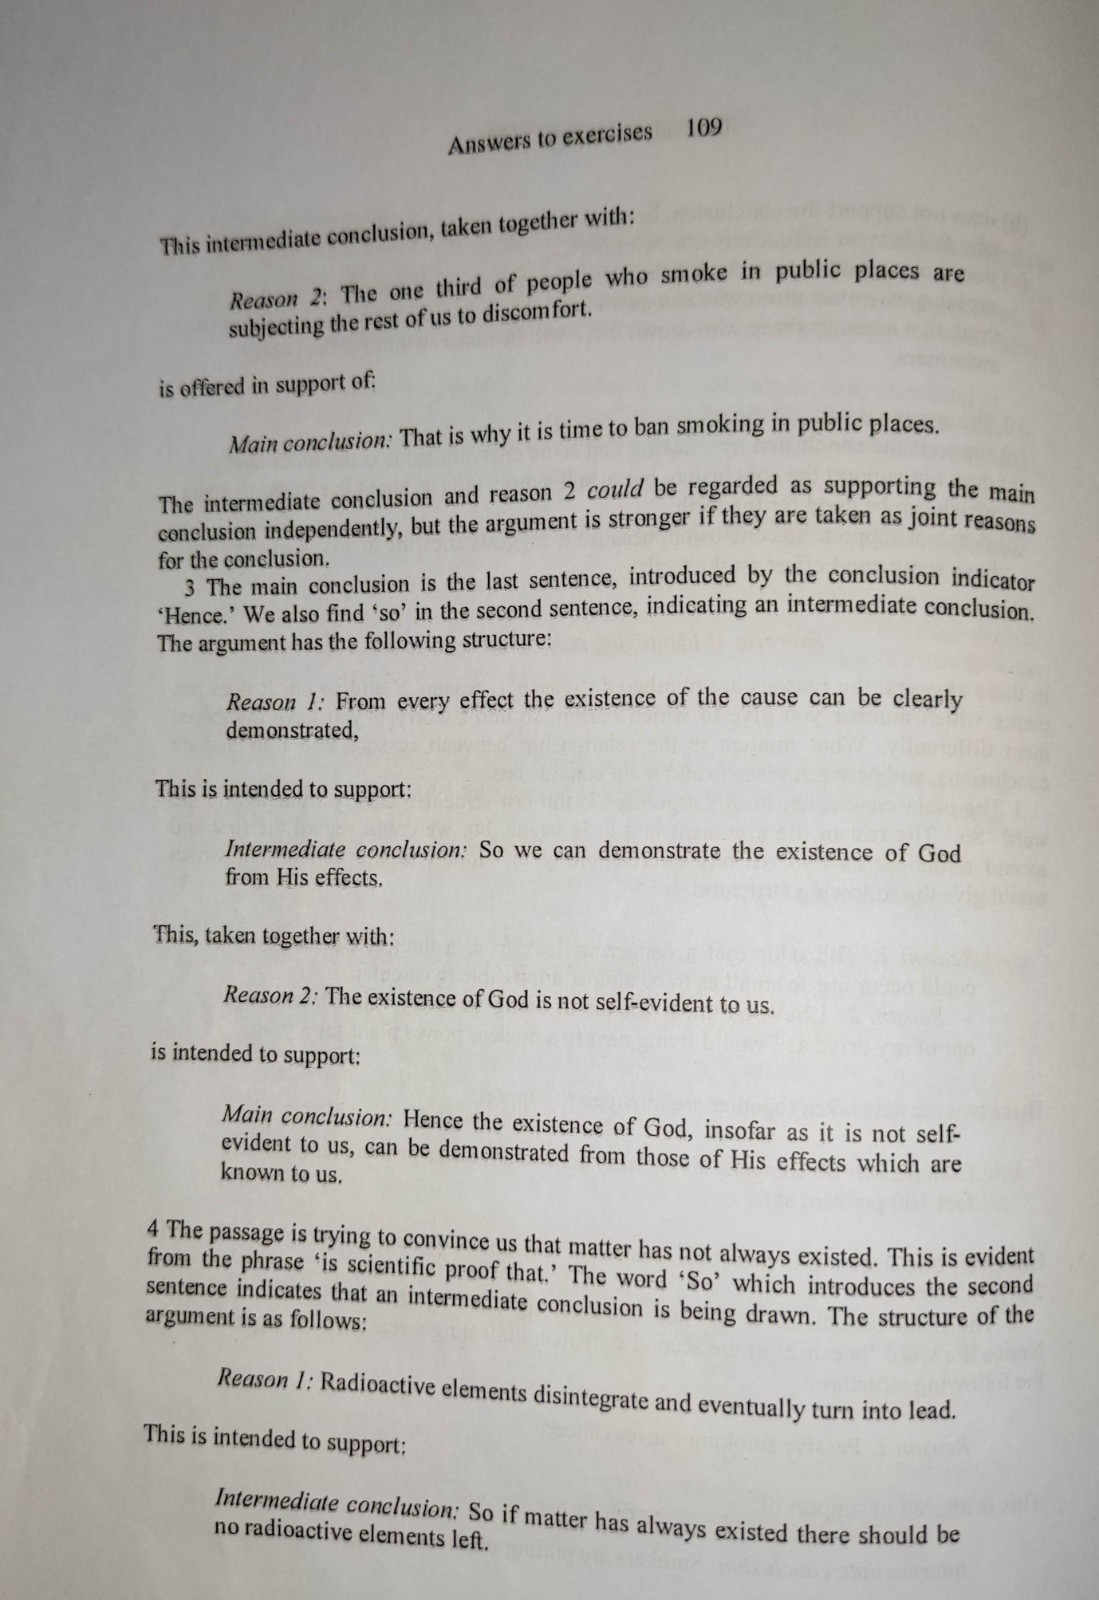 Answers to exercises 109
This intermediate conclusion, taken together with:
Reason 2: The one third of people who smoke in public places are
subjecting the rest of us to discomfort.
is offered in support of:
Main conclusion: That is why it is time to ban smoking in public places.
The intermediate conclusion and reason 2 could be regarded as supporting the main
conclusion independently, but the argument is stronger if they are taken as joint reasons
for the conclusion.
3 The main conclusion is the last sentence, introduced by the conclusion indicator
‘Hence.’ We also find ‘so’ in the second sentence, indicating an intermediate conclusion.
The argument has the following structure:
Reason 1: From every effect the existence of the cause can be clearly
demonstrated,
This is intended to support:
Intermediate conclusion: So we can demonstrate the existence of God
from His effects.
This, taken together with:
Reason 2: The existence of God is not self-evident to us.
is intended to support:
Main conclusion: Hence the existence of God, insofar as it is not self-
evident to us, can be demonstrated from those of His effects which are
known to us.
4 The passage is trying to convince us that matter has not always existed. This is evident
from the phrase ‘is scientific proof that.’ The word ‘So’ which introduces the second
sentence indicates that an intermediate conclusion is being drawn. The structure of the
argument is as follows:
Reason 1: Radioactive elements disintegrate and eventually turn into lead.
This is intended to support:
Intermediate conclusion: So if matter has always existed there should be
no radioactive elements left.